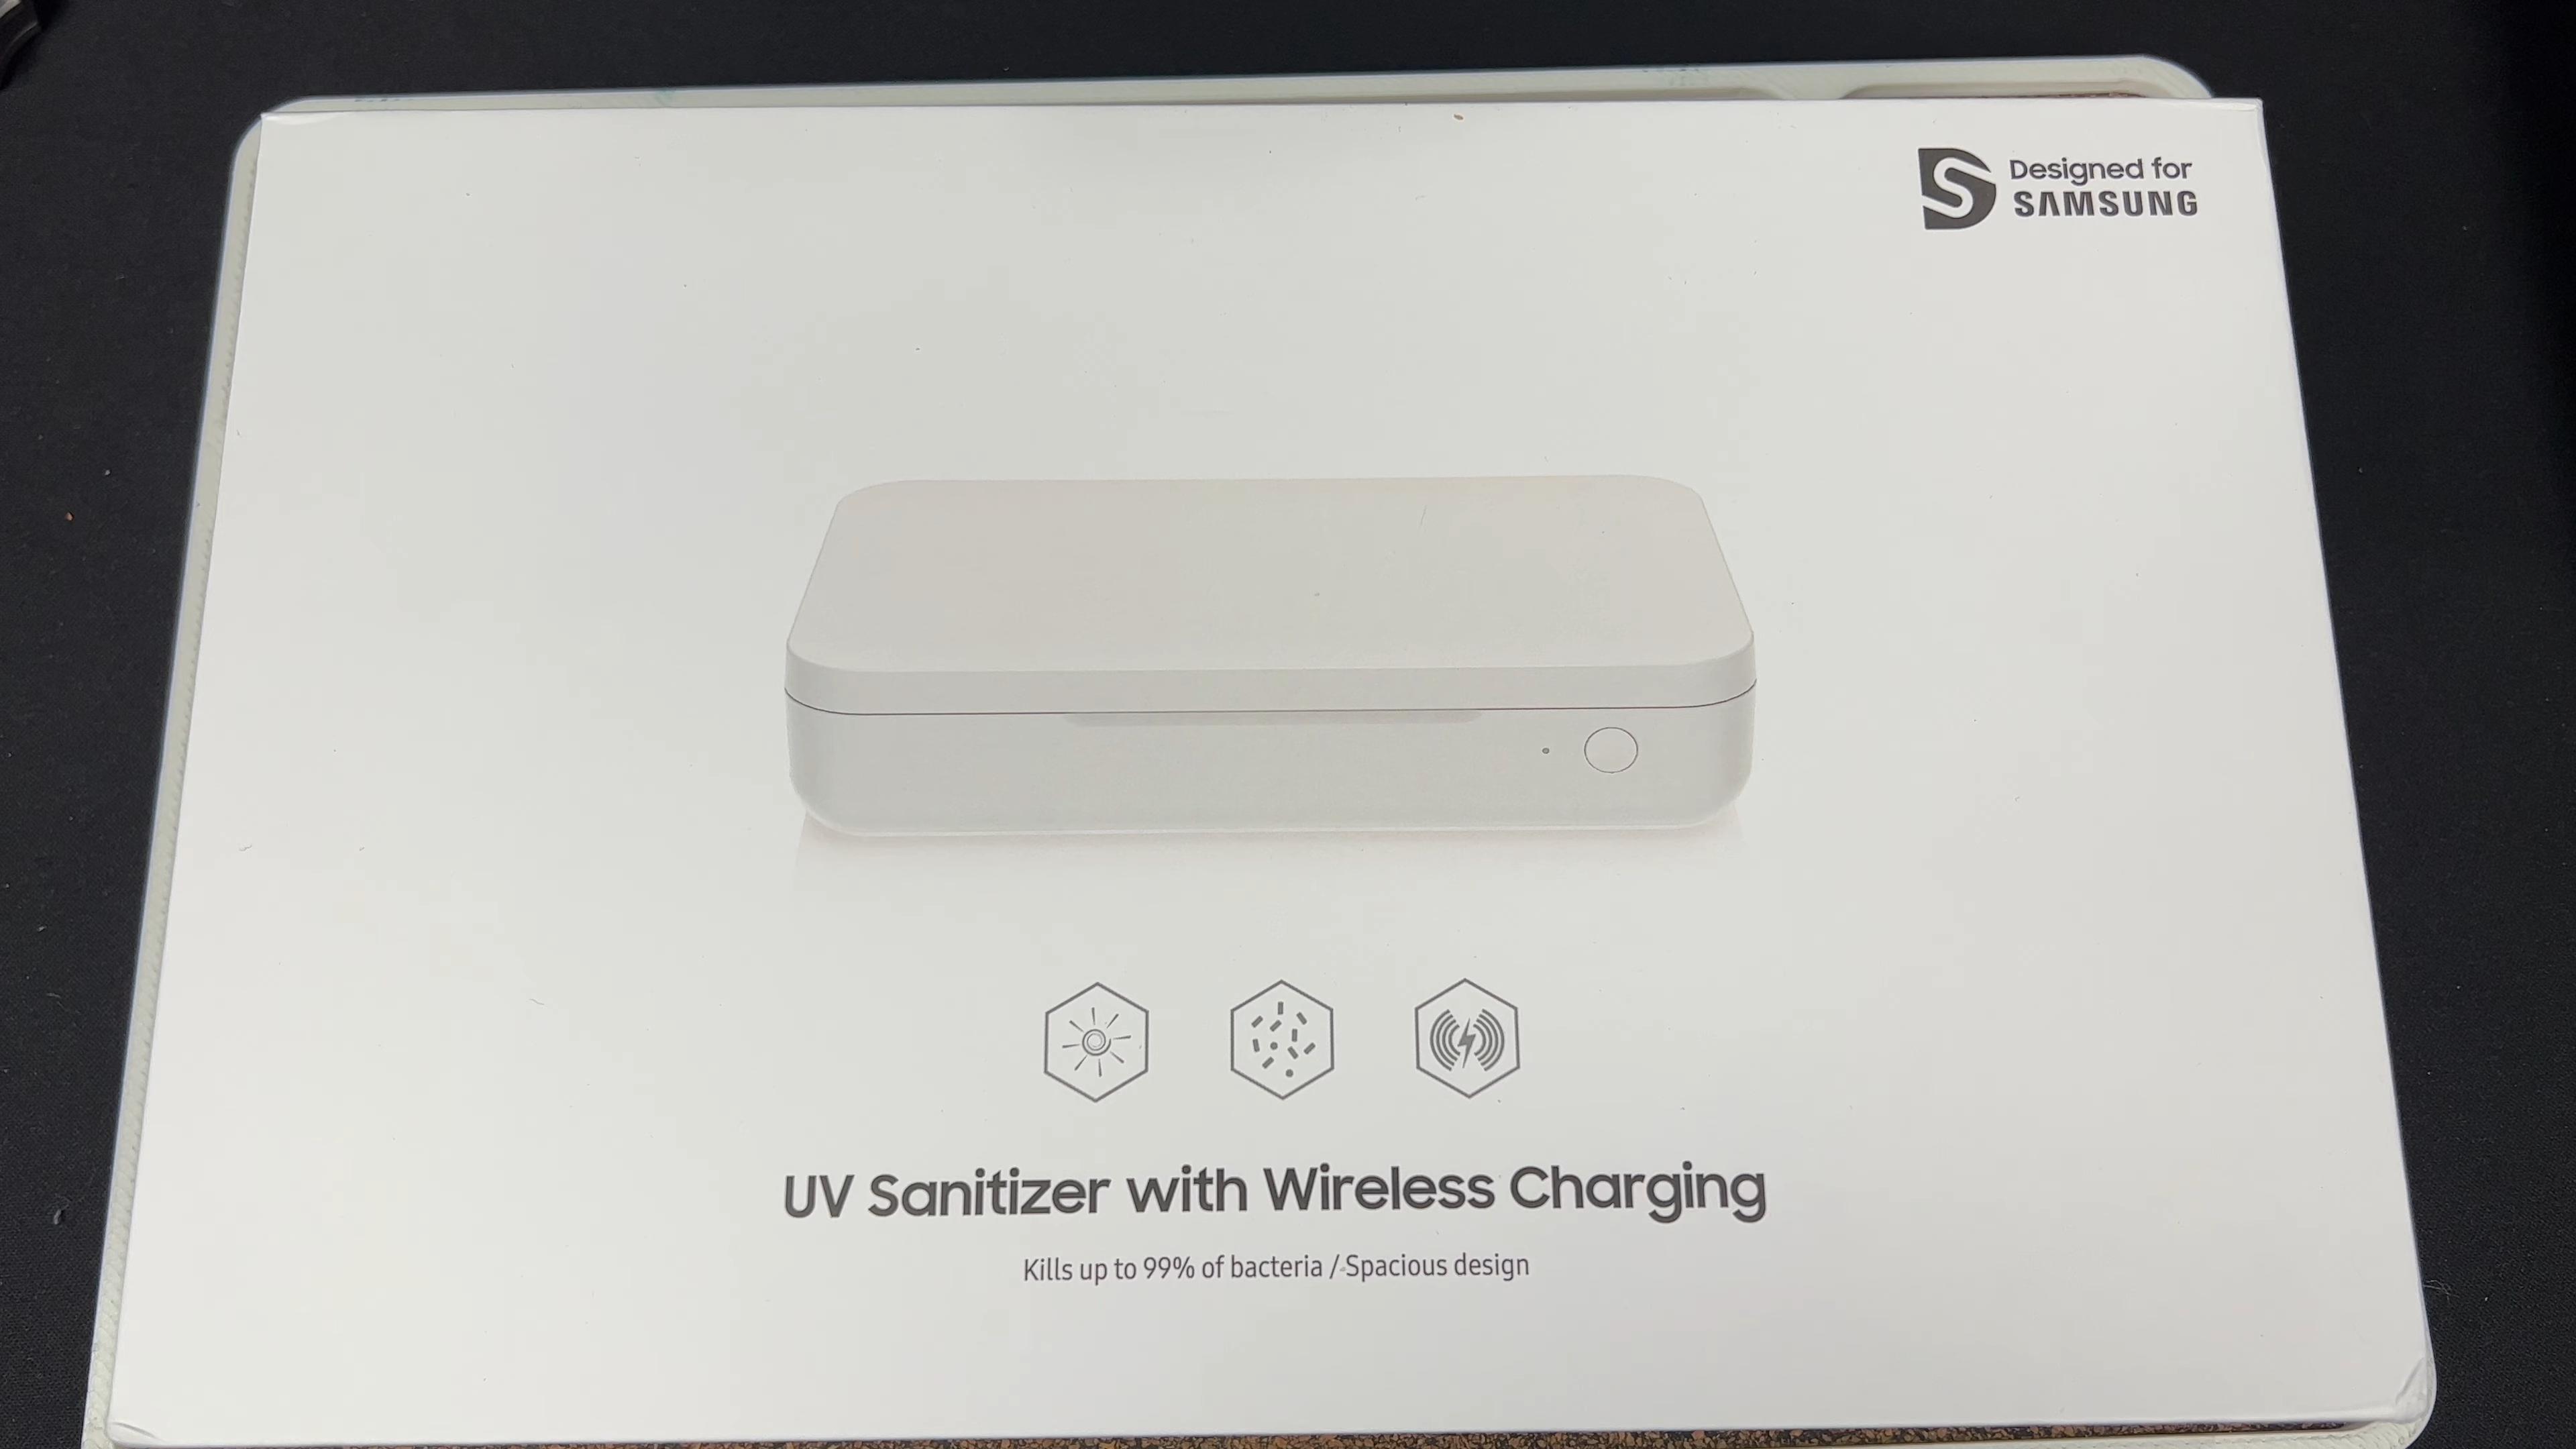 Designed for
SAMSUNG
UV Sanitizer with Wireless Charging
Kills up to 99% of bacteria / Spacious design